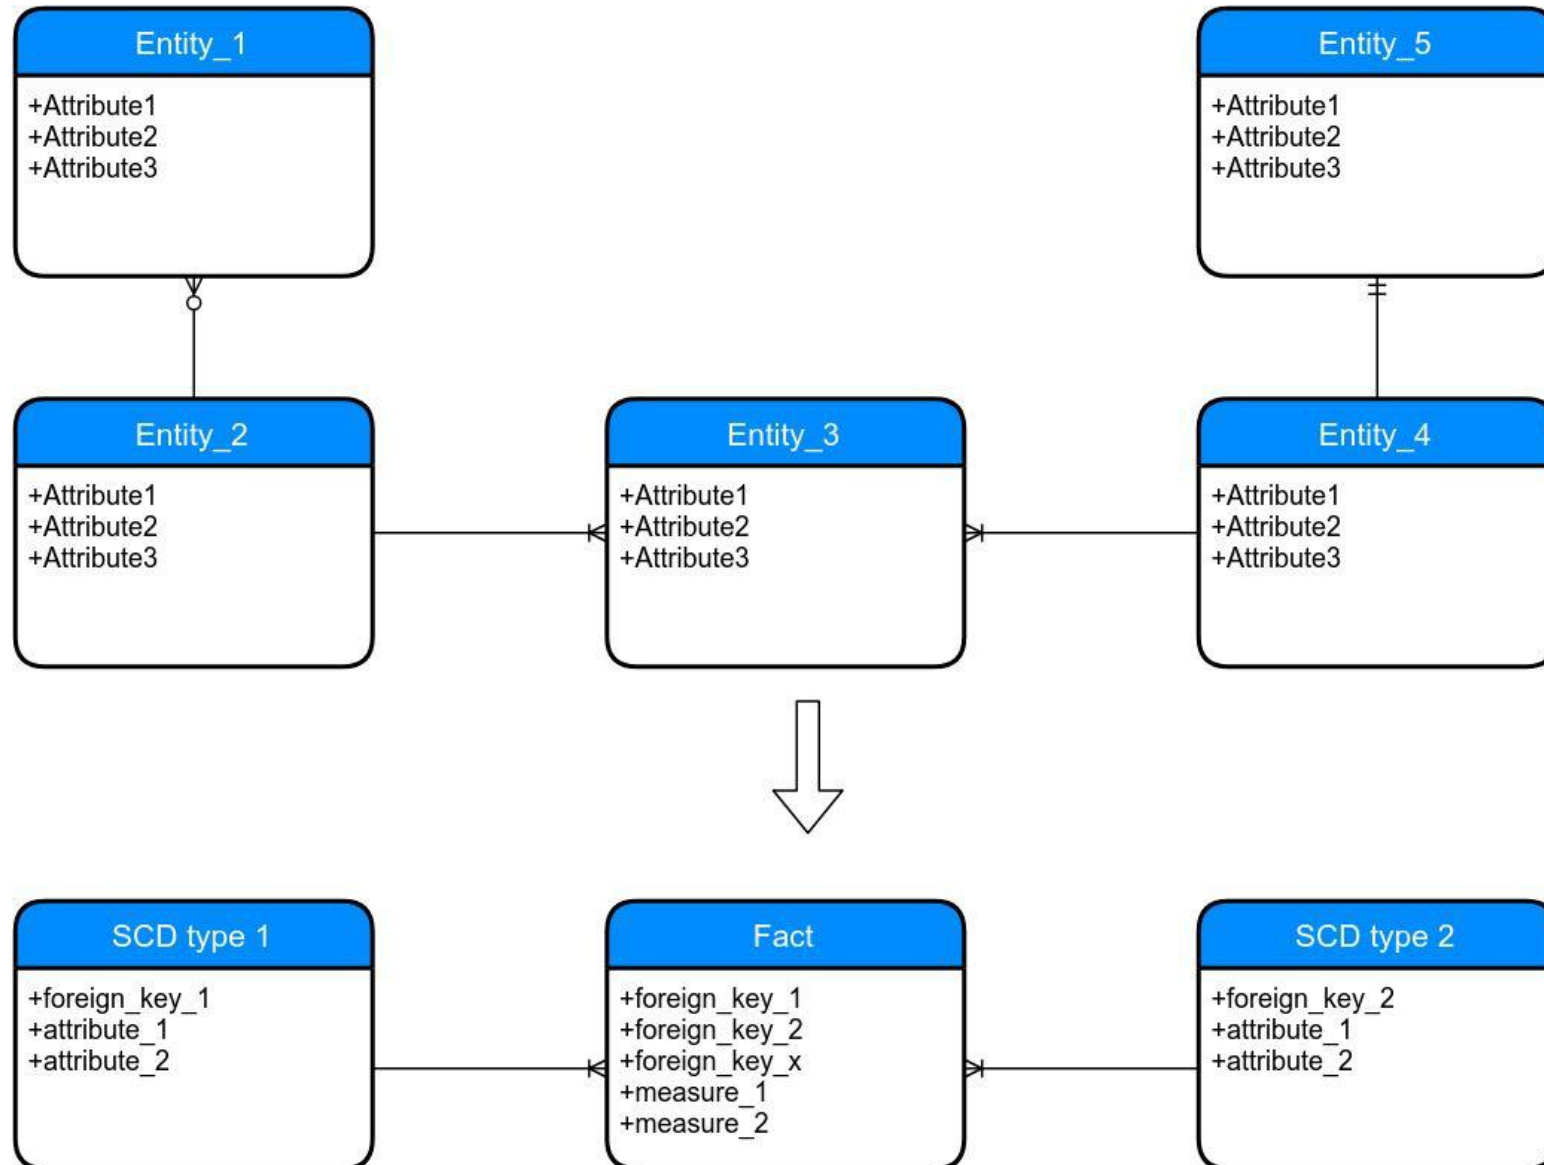 Entity_1
+Attribute1
+Attribute2
+Attribute3
Entity_5
+Attribute1
+Attribute2
+Attribute3
Entity_2
+Attribute1
+Attribute2
+Attribute3
Entity_3
+Attribute1
+Attribute2
+Attribute3
Entity_4
+Attribute1
+Attribute2
+Attribute3
SCD type 1
+foreign_key_1
+attribute_1
+attribute_2
Fact
+foreign_key_1
+foreign_key_2
+foreign_key_x
+measure_1
+measure_2
SCD type 2
+foreign_key_2
+attribute_1
+attribute_2